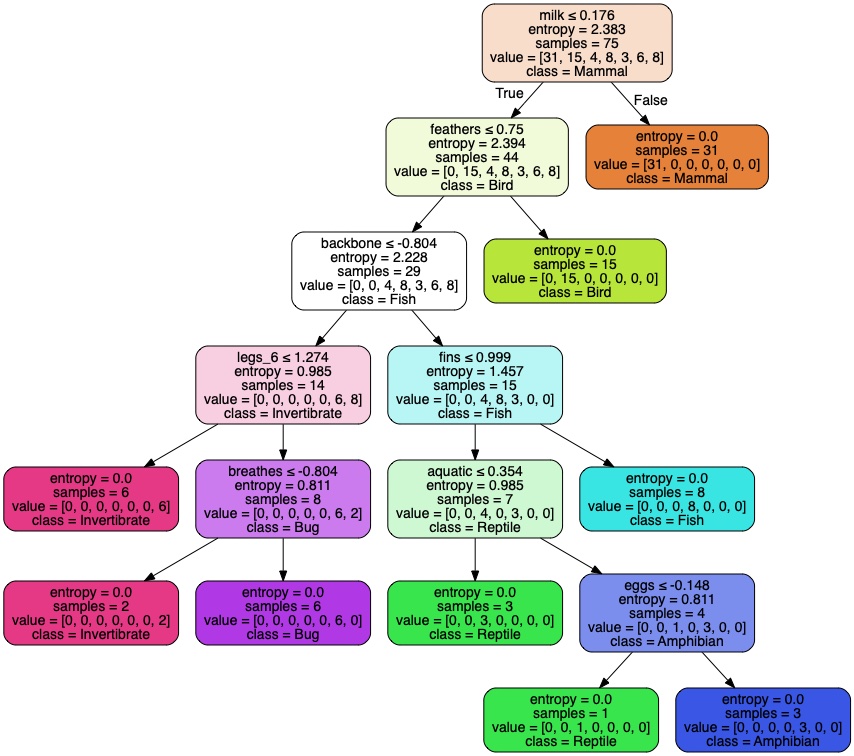 milk ≤ 0.176
entropy = 2.383
samples = 75
value = [31, 15, 4, 8, 3, 6, 8]
class = Mammal
True
False
feathers ≤ 0.75
entropy = 2.394
samples = 44
value = [0, 15, 4, 8, 3, 6, 8]
class = Bird
entropy = 0.0
samples = 31
value = [31, 0, 0, 0, 0, 0, 0]
class = Mammal
backbone ≤ -0.804
entropy = 2.228
samples = 29
value = [0, 0, 4, 8, 3, 6, 8]
class = Fish
entropy = 0.0
samples = 15
value = [0, 15, 0, 0, 0, 0, 0]
class = Bird
legs_6 ≤ 1.274
entropy = 0.985
samples = 14
value = [0, 0, 0, 0, 0, 6, 8]
class = Invertibrate
fins ≤ 0.999
entropy = 1.457
samples = 15
value = [0, 0, 4, 8, 3, 0, 0]
class = Fish
entropy = 0.0
samples = 6
value = [0, 0, 0, 0, 0, 0, 6]
class = Invertibrate
breathes ≤ -0.804
entropy = 0.811
samples = 8
value = [0, 0, 0, 0, 0, 6, 2]
class = Bug
aquatic ≤ 0.354
entropy = 0.985
samples = 7
value = [0, 0, 4, 0, 3, 0, 0]
class = Reptile
entropy = 0.0
samples = 8
value = [0, 0, 0, 8, 0, 0, 0]
class = Fish
entropy = 0.0
samples = 2
value = [0, 0, 0, 0, 0, 0, 2]
class = Invertibrate
entropy = 0.0
samples = 6
value = [0, 0, 0, 0, 0, 6, 0]
class = Bug
entropy = 0.0
samples = 3
value = [0, 0, 3, 0, 0, 0, 0]
class = Reptile
eggs ≤ -0.148
entropy = 0.811
samples = 4
value = [0, 0, 1, 0, 3, 0, 0]
class = Amphibian
entropy = 0.0
samples = 1
value = [0, 0, 1, 0, 0, 0, 0]
class = Reptile
entropy = 0.0
samples = 3
value = [0, 0, 0, 0, 3, 0, 0]
class = Amphibian